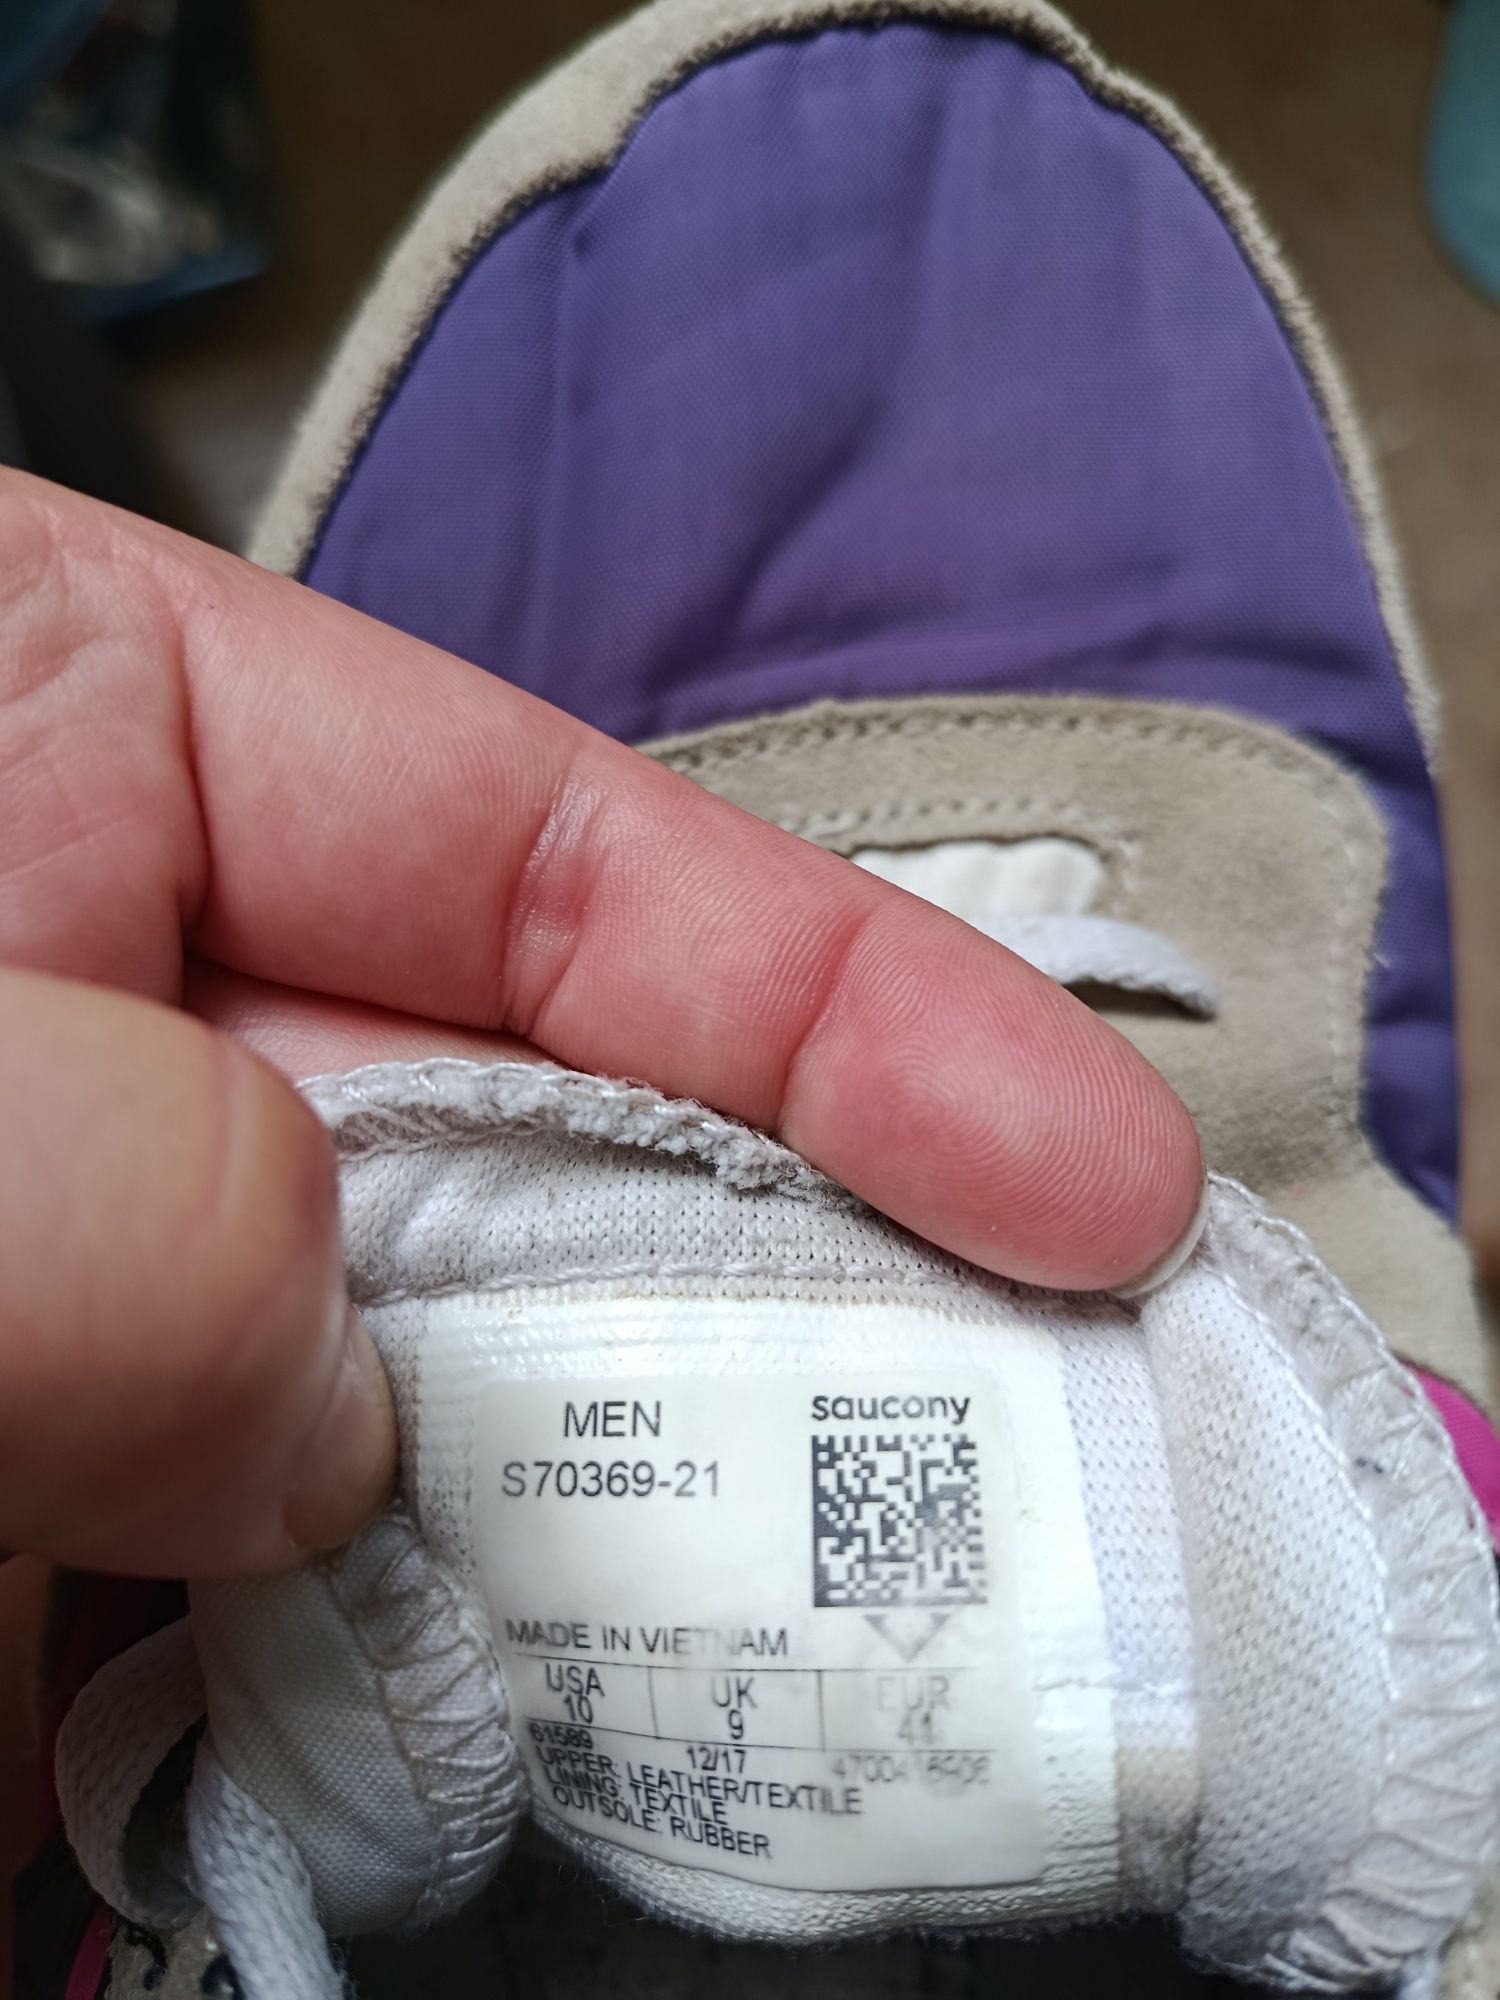 MEN
saucony
S70369-21
MADE IN VIETNAM
USA UK EUR
10 9 44
61589 12/17
UPPER: LEATHER/TEXTILE
LINING: TEXTILE
OUTSOLE: RUBBER